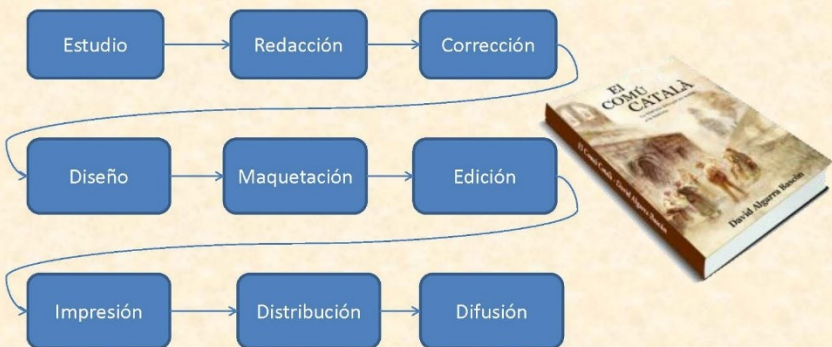 Estudio
Redacción
Corrección
Diseño
Maquetación
Edición
Impresión
Distribución
Difusión
El
COMÚ
CATALÀ
David Algarra Bascón
El Comú Català - David Algarra Bascón